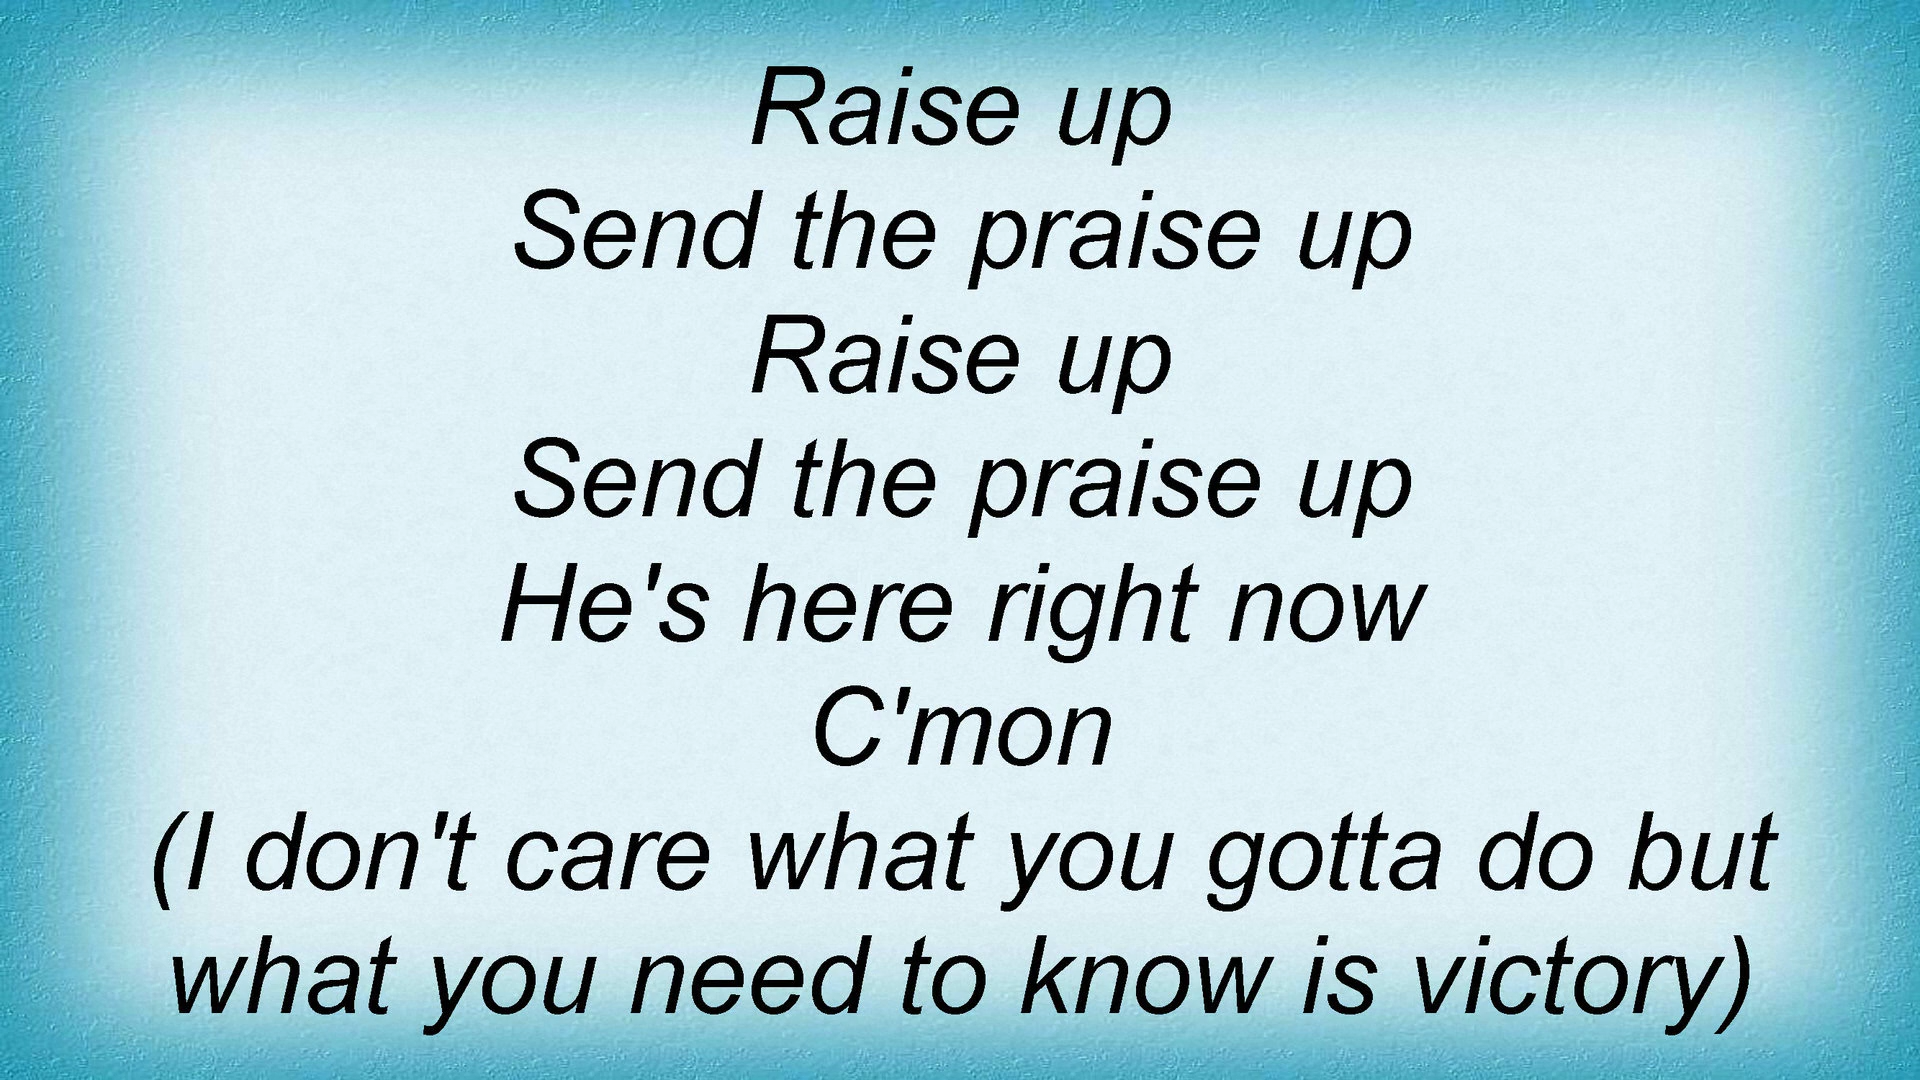 Raise up
Send the praise up
Raise up
Send the praise up
He's here right now
C'mon
(I don't care what you gotta do but
what you need to know is victory)